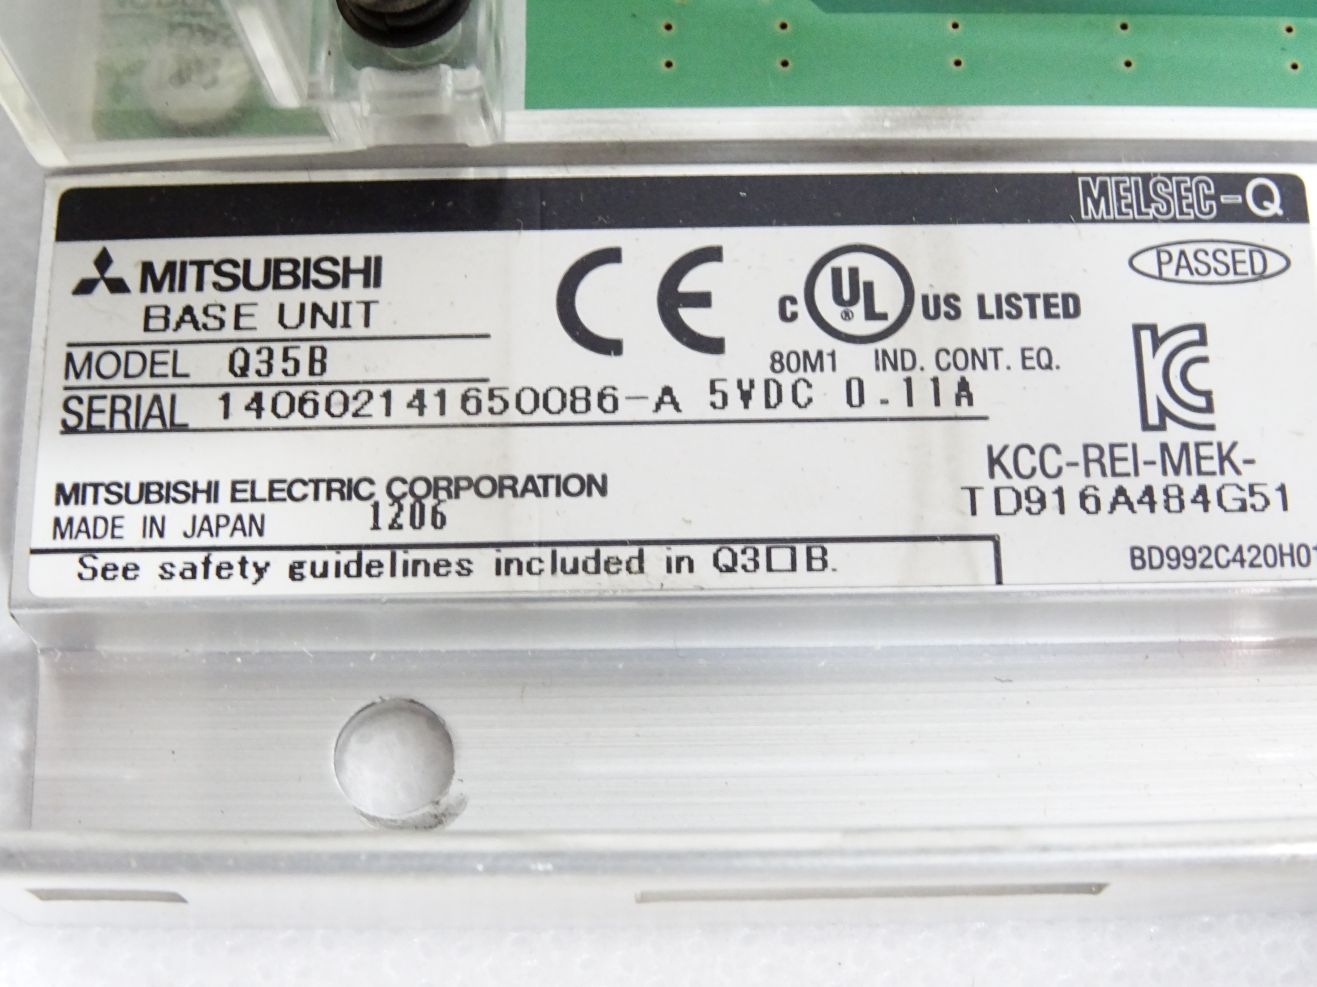 MELSEC-Q
MITSUBISHI
BASE UNIT
MODEL Q35B
SERIAL 140602141650086-A 5VDC 0.11A
CE
C UL ® US LISTED
80M1 IND. CONT. EQ.
PASSED
KC
KCC-REI-MEK-
TD916A484G51
MITSUBISHI ELECTRIC CORPORATION
MADE IN JAPAN 1206
See safety guidelines included in Q3□B.
BD992C420H01